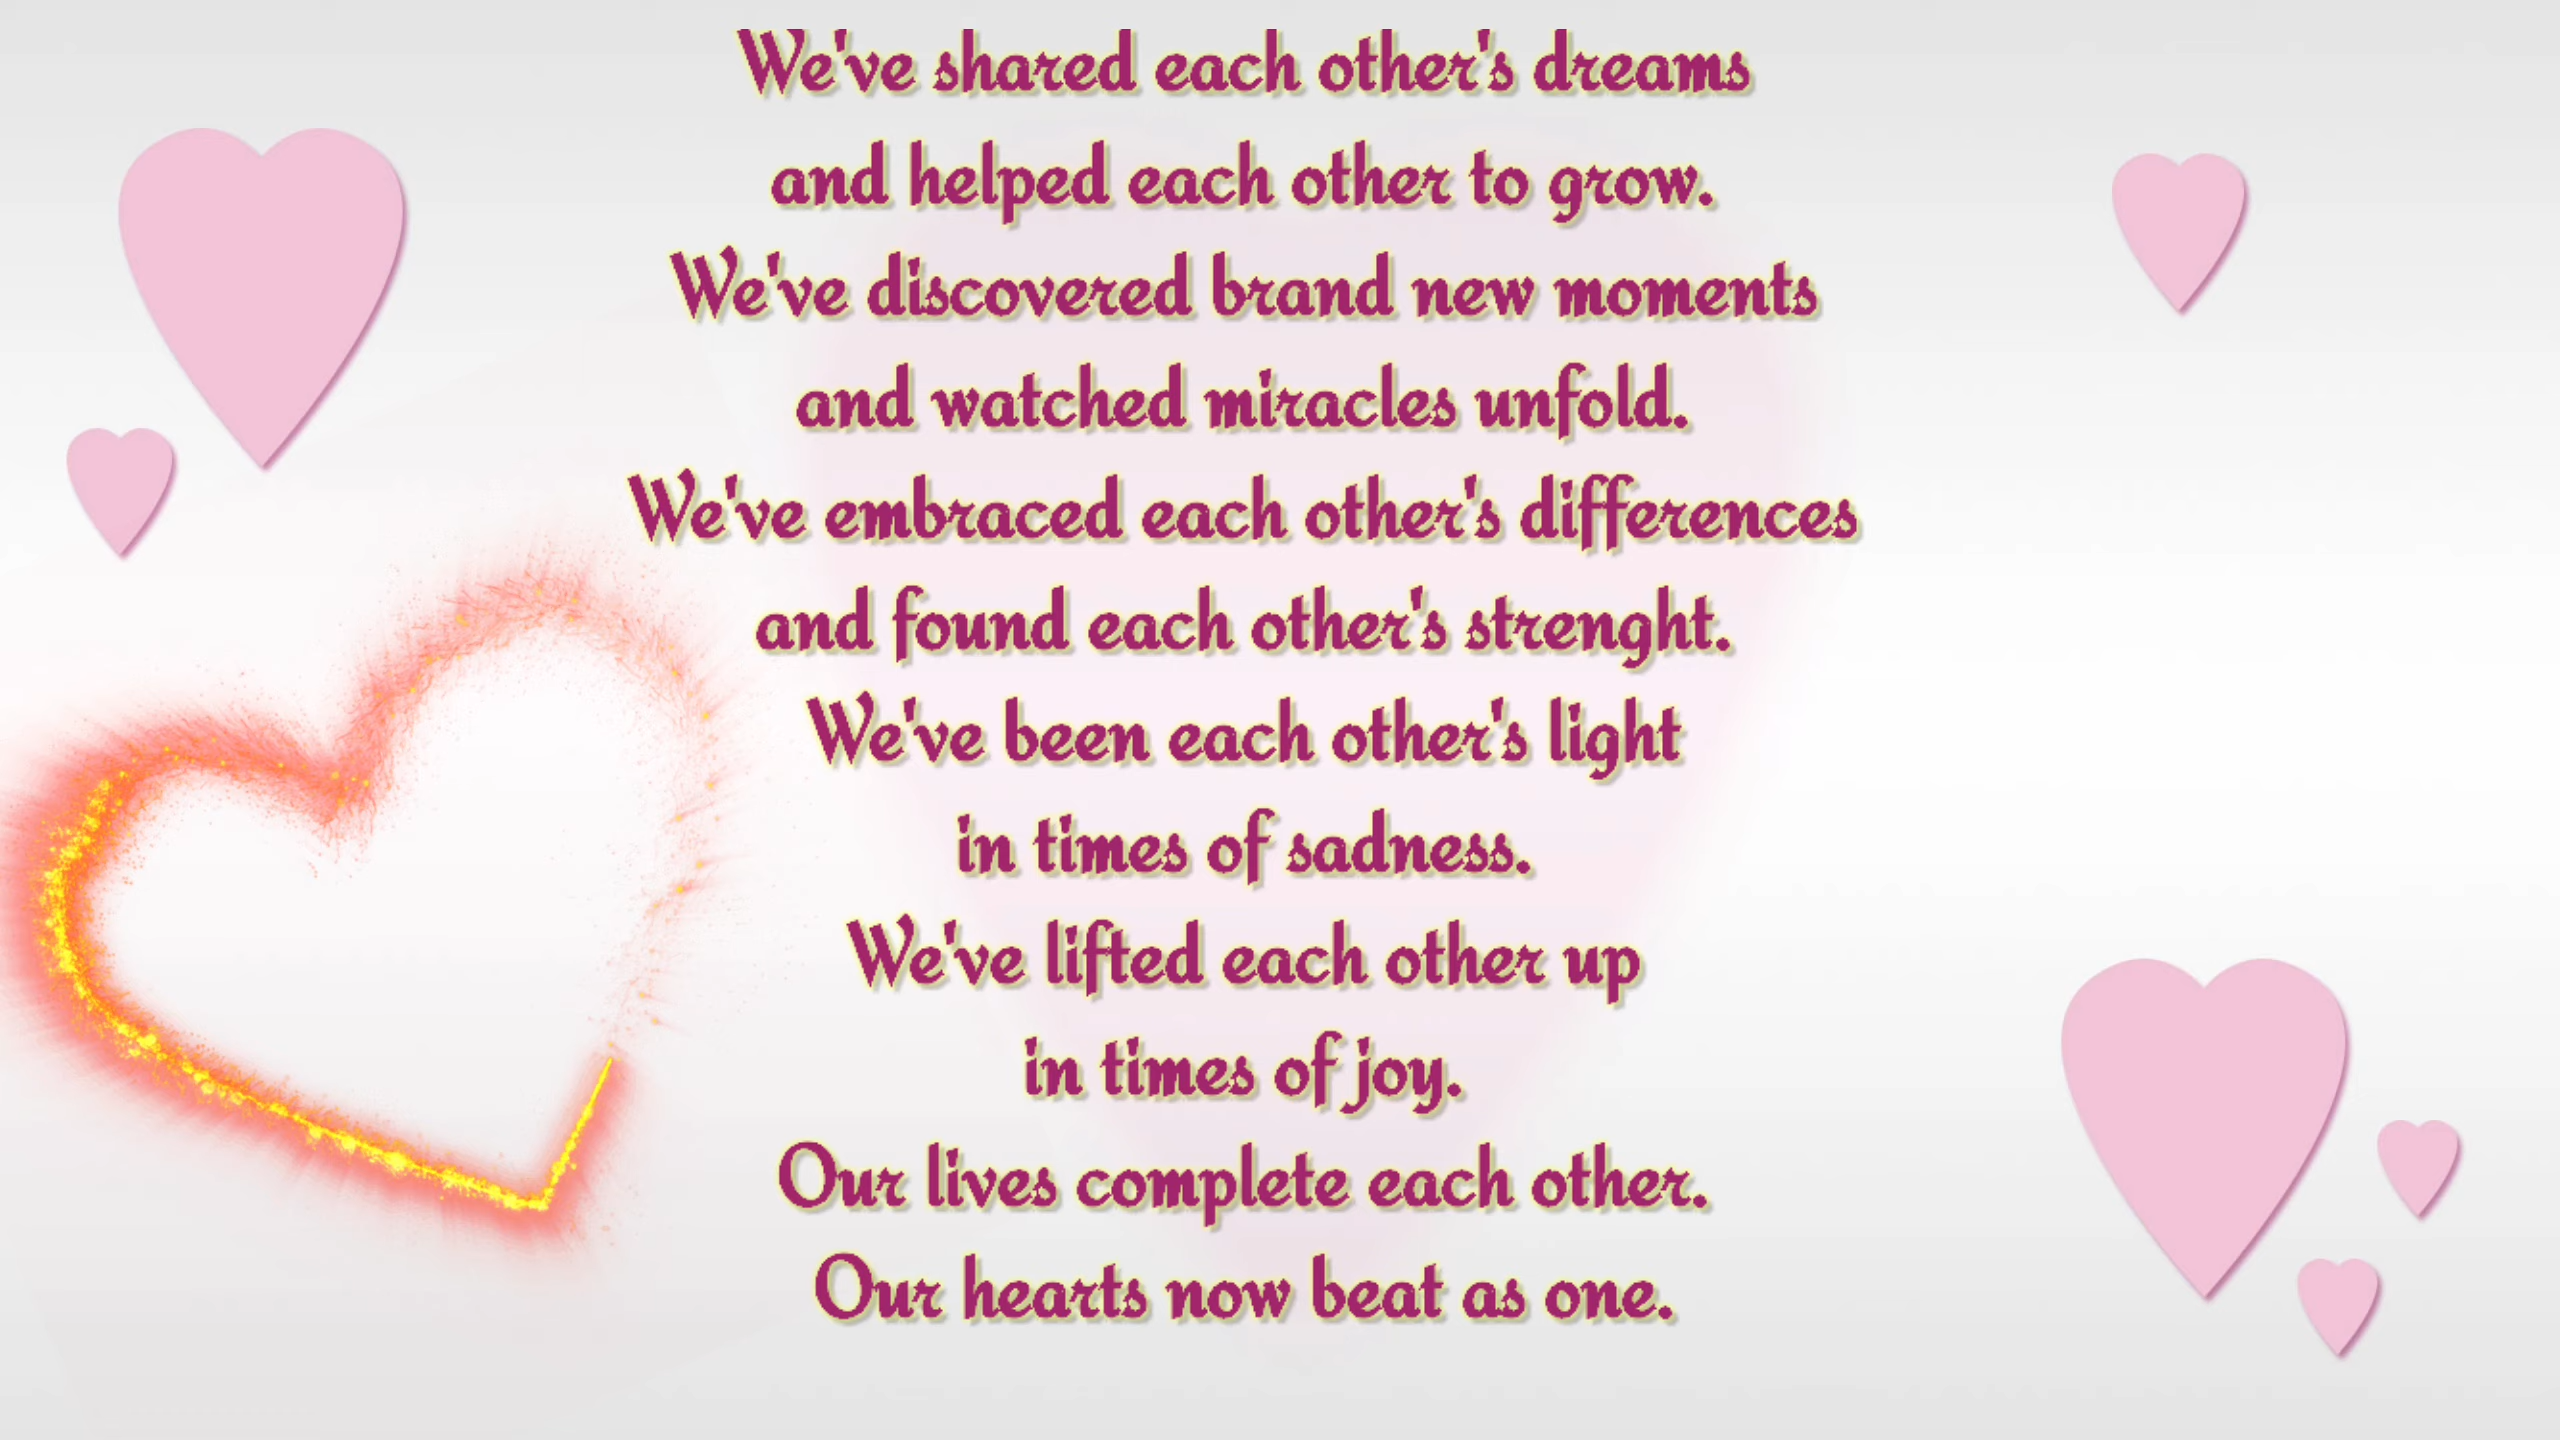 We've shared each other's dreams
and helped each other to grow.
We've discovered brand new moments
and watched miracles unfold.
We've embraced each other's differences
and found each other's strenght.
We've been each other's light
in times of sadness.
We've lifted each other up
in times of joy.
Our lives complete each other.
Our hearts now beat as one.